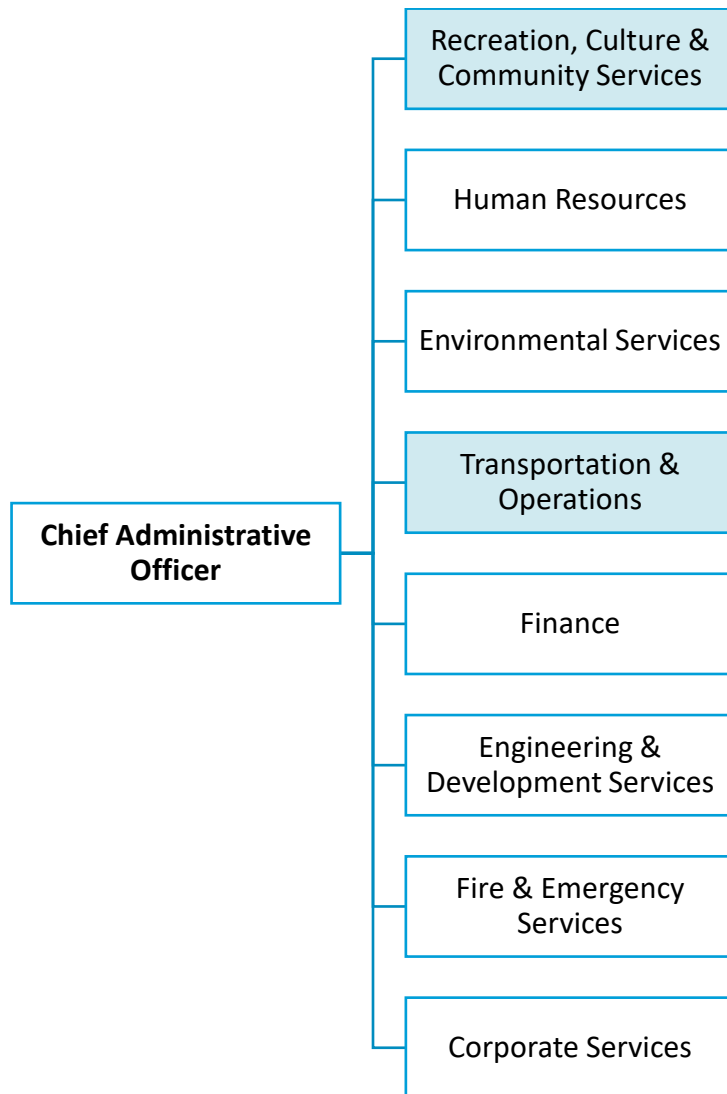 Recreation, Culture &
Community Services
Human Resources
Environmental Services
Transportation &
Operations
Chief Administrative
Officer
Finance
Engineering &
Development Services
Fire & Emergency
Services
Corporate Services